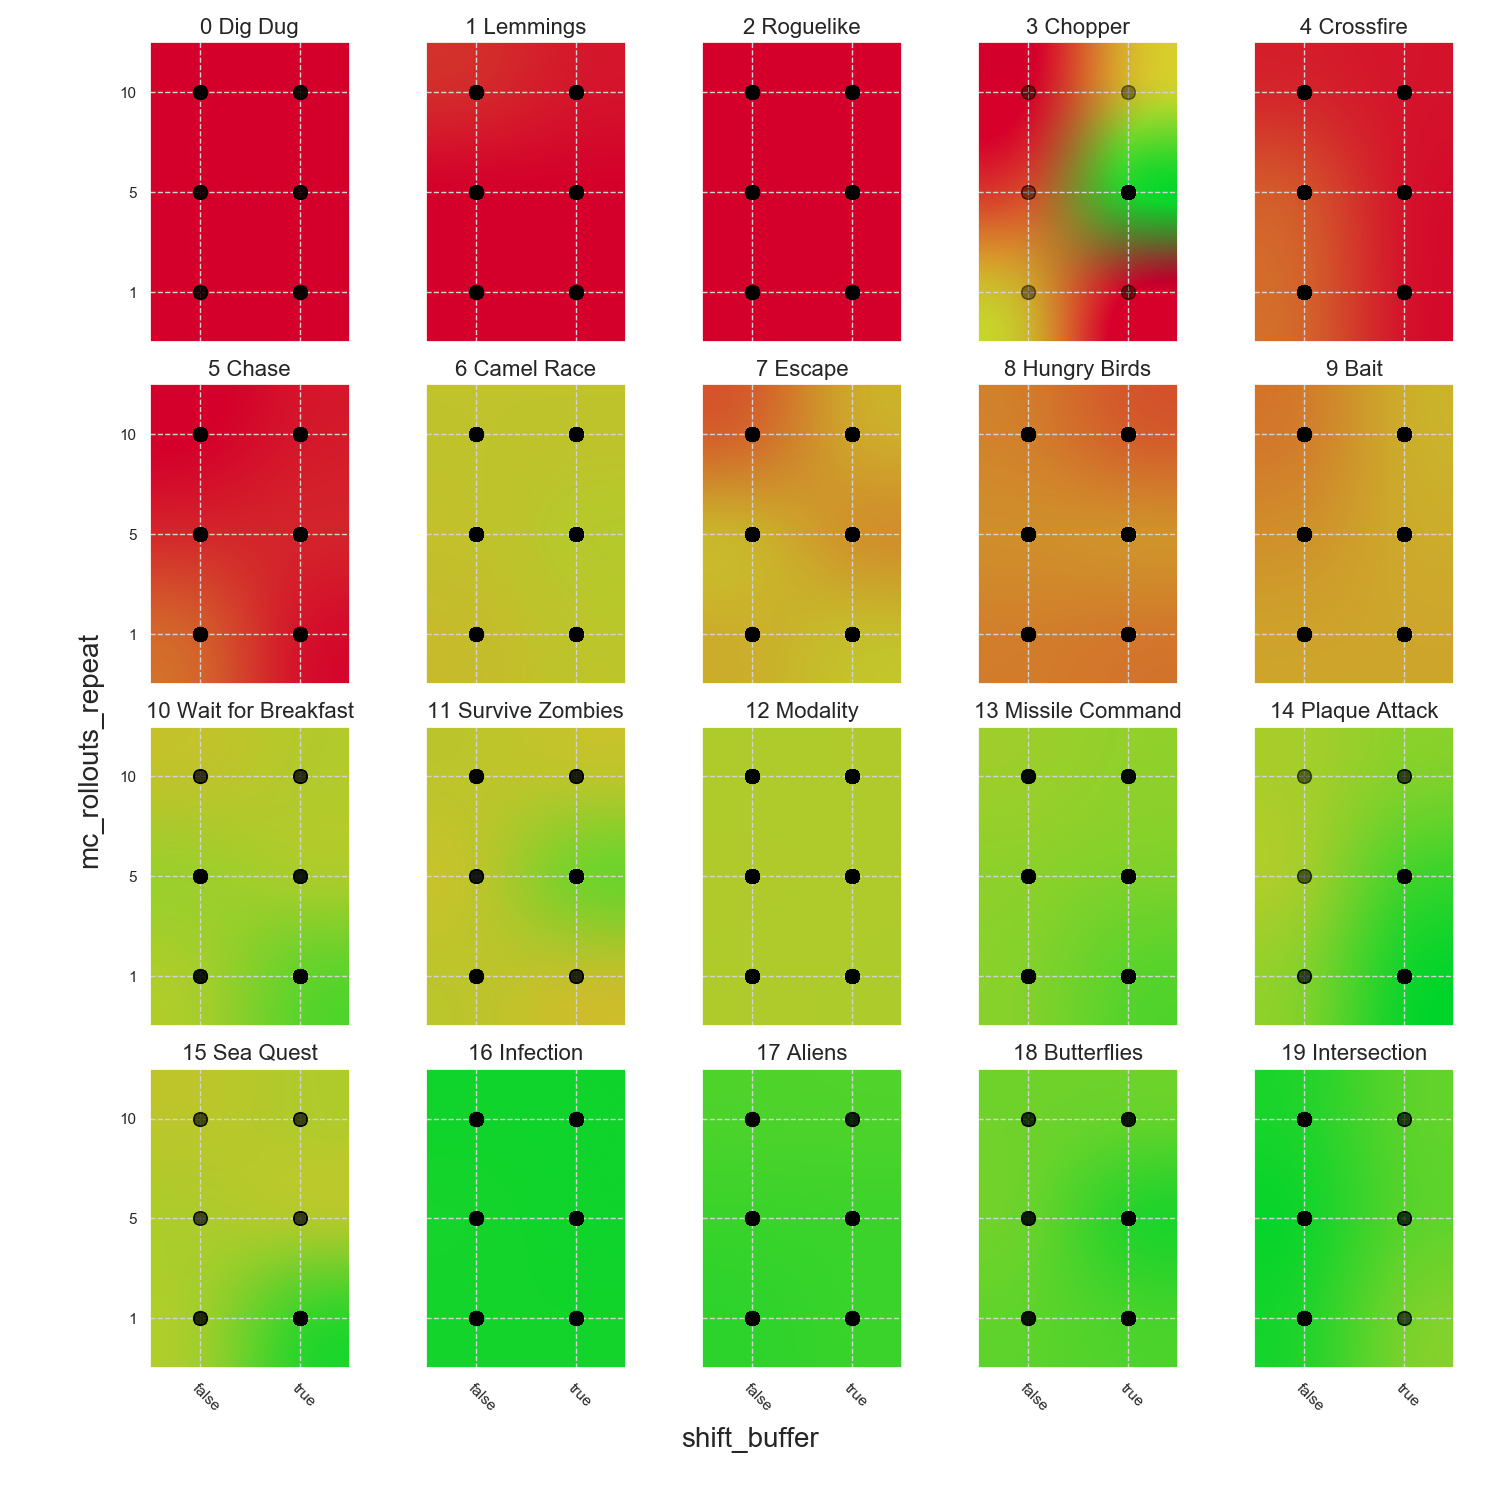 0 Dig Dug
1 Lemmings
2 Roguelike
3 Chopper
4 Crossfire
10
5
1
5 Chase
6 Camel Race
7 Escape
8 Hungry Birds
9 Bait
10
5
1
10 Wait for Breakfast
11 Survive Zombies
12 Modality
13 Missile Command
14 Plaque Attack
10
5
1
15 Sea Quest
16 Infection
17 Aliens
18 Butterflies
19 Intersection
10
5
1
mc_rollouts_repeat
false
true
false
true
false
true
false
true
false
true
shift_buffer